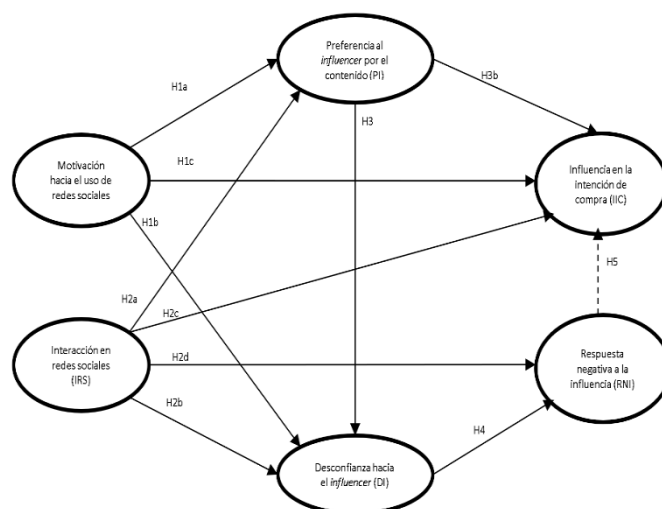 Preferencia al
influencer por el
contenido (PI)
H1a
H3b
H3
Motivación
hacia el uso de
redes sociales
H1c
Influencia en la
intención de
compra (IIC)
H1b
H5
H2a
H2c
Interacción en
redes sociales
(IRS)
H2d
Respuesta
negativa a la
influencia (RNI)
H2b
H4
Desconfianza hacía
el influencer (DI)